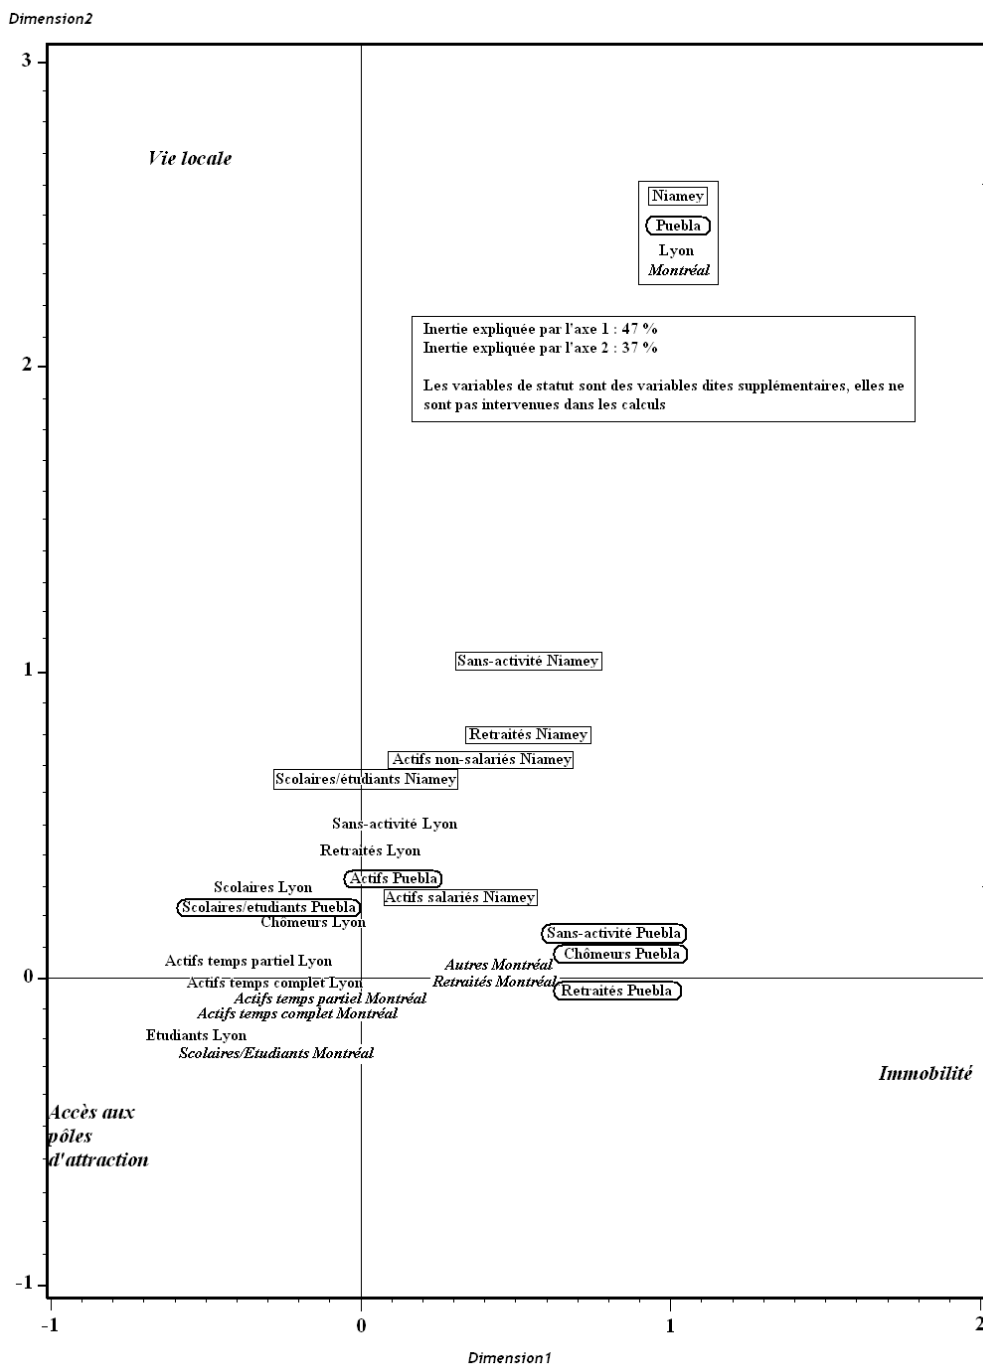 Dimension2
3
Vie locale
Niamey
Puebla
Lyon
Montréal
Inertie expliquée par l'axe 1 : 47 %
Inertie expliquée par l'axe 2 : 37 %
2
Les variables de statut sont des variables dites supplémentaires, elles ne
sont pas intervenues dans les calculs
Sans-activité Niamey
1
Retraités Niamey
Actifs non-salariés Niamey
Scolaires/étudiants Niamey
Sans-activité Lyon
Retraités Lyon
Actifs Puebla
Scolaires Lyon
Actifs salariés Niamey
Scolaires/etudiants Puebla
Chômeurs Lyon
Sans-activité Puebla
Chômeurs Puebla
Actifs temps partiel Lyon
Autres Montréal
0
Actifs temps complet Lyon
Retraités Montréal
Retraités Puebla
Actifs temps partiel Montréal
Actifs temps complet Montréal
Etudiants Lyon
Scolaires/Etudiants Montréal
Immobilité
Accès aux
pôles
d'attraction
-1
-1
0
1
2
Dimension1